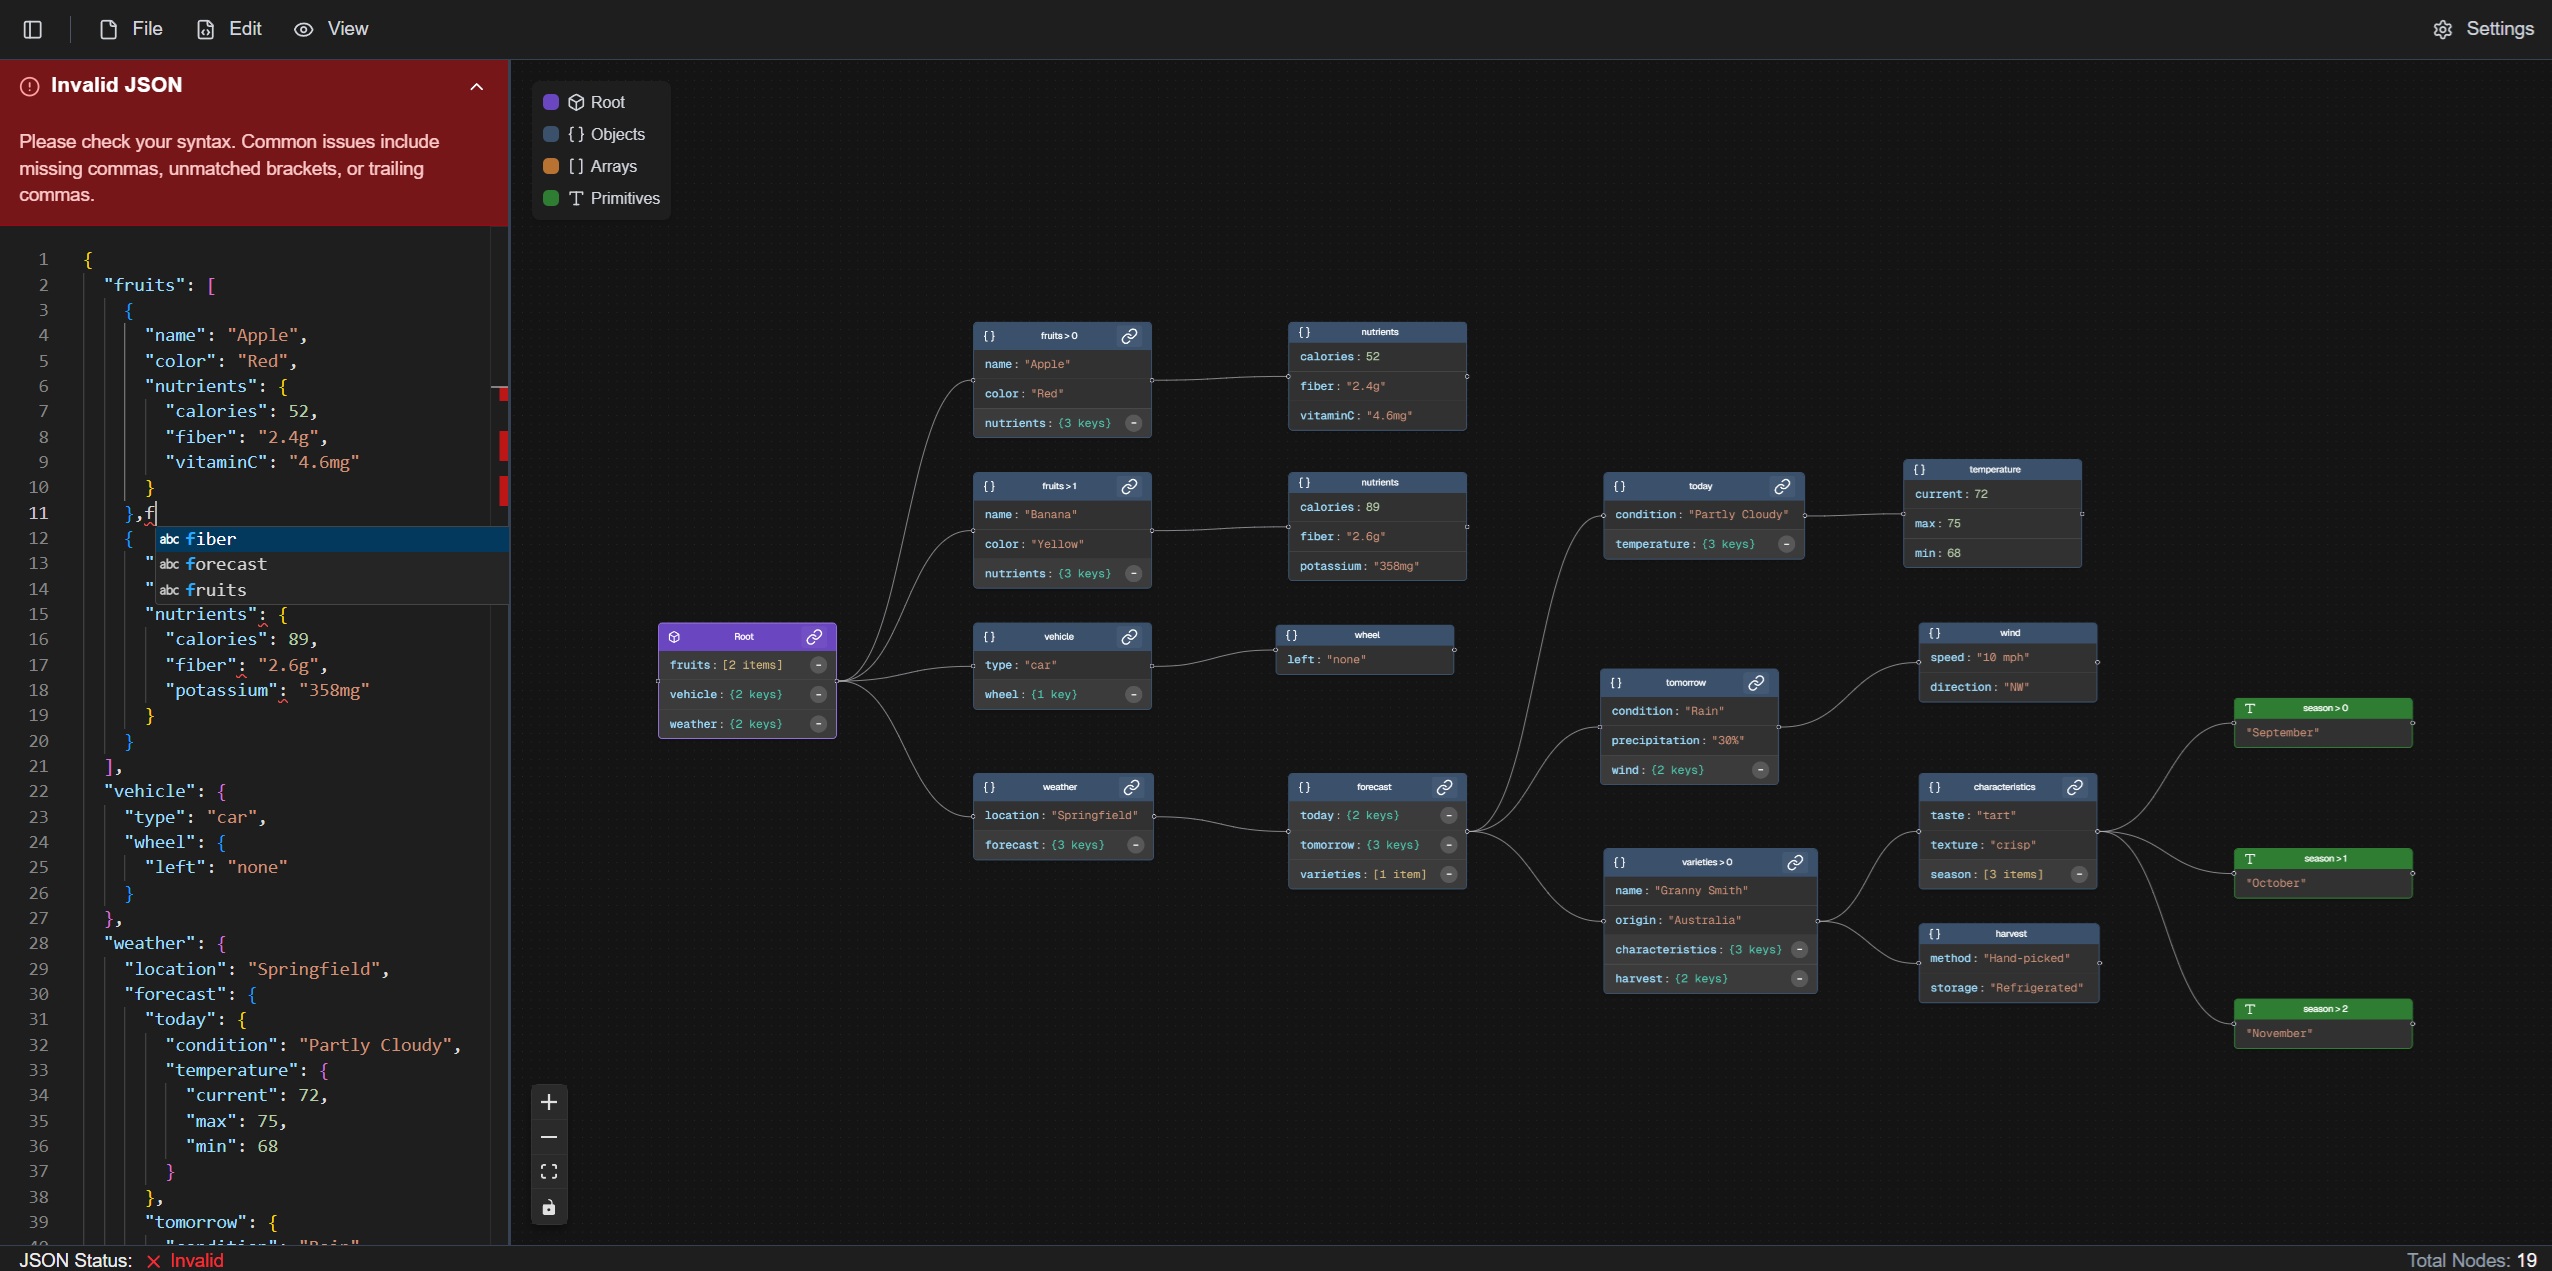 File Edit View Settings
Invalid JSON
Please check your syntax. Common issues include
missing commas, unmatched brackets, or trailing
commas.
1 {
2 "fruits": [
3 {
4 "name": "Apple",
5 "color": "Red",
6 "nutrients": {
7 "calories": 52,
8 "fiber": "2.4g",
9 "vitaminC": "4.6mg"
10 }
11 },f
12 {
abc fiber
13 "
abc forecast
14 "
abc fruits
15 "nutrients": {
16 "calories": 89,
17 "fiber": "2.6g",
18 "potassium": "358mg"
19 }
20 }
21 ],
22 "vehicle": {
23 "type": "car",
24 "wheel": {
25 "left": "none"
26 }
27 },
28 "weather": {
29 "location": "Springfield",
30 "forecast": {
31 "today": {
32 "condition": "Partly Cloudy",
33 "temperature": {
34 "current": 72,
35 "max": 75,
36 "min": 68
37 }
38 },
39 "tomorrow": {
Root
{ } Objects
[ ] Arrays
T Primitives
Root
fruits: [2 items] -
vehicle: {2 keys} -
weather: {2 keys} -
{} fruits > 0
name: "Apple"
color: "Red"
nutrients: {3 keys} -
{} nutrients
calories: 52
fiber: "2.4g"
vitaminC: "4.6mg"
{} fruits > 1
name: "Banana"
color: "Yellow"
nutrients: {3 keys} -
{} nutrients
calories: 89
fiber: "2.6g"
potassium: "358mg"
{} vehicle
type: "car"
wheel: {1 key} -
{} wheel
left: "none"
{} weather
location: "Springfield"
forecast: {3 keys} -
{} forecast
today: {2 keys} -
tomorrow: {3 keys} -
varieties: [1 item] -
{} today
condition: "Partly Cloudy"
temperature: {3 keys} -
{} temperature
current: 72
max: 75
min: 68
{} tomorrow
condition: "Rain"
precipitation: "30%"
wind: {2 keys} -
{} wind
speed: "10 mph"
direction: "NW"
{} varieties > 0
name: "Granny Smith"
origin: "Australia"
characteristics: {3 keys} -
harvest: {2 keys} -
{} characteristics
taste: "tart"
texture: "crisp"
season: [3 items] -
{} harvest
method: "Hand-picked"
storage: "Refrigerated"
T season > 0
"September"
T season > 1
"October"
T season > 2
"November"
JSON Status: Invalid
Total Nodes: 19